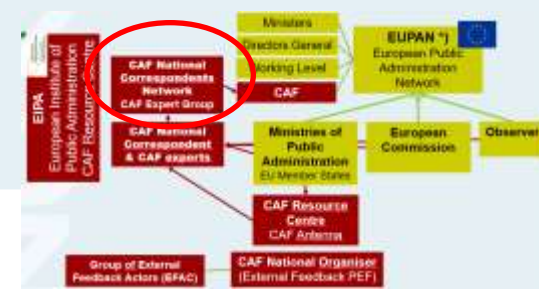 Ministers
Directors General
Working Level
CAF
EUPAN *)
European Public
Administration
Network
EIPA
European Institute of
Public Administration
CAF Resource Centre
CAF National
Correspondents
Network
CAF Expert Group
CAF National
Correspondent
& CAF experts
Ministries of
Public
Administration
EU Member States
European
Commission
Observer
CAF Resource
Centre
CAF Antenna
Group of External
Feedback Actors (EFAC)
CAF National Organiser
(External Feedback PEF)